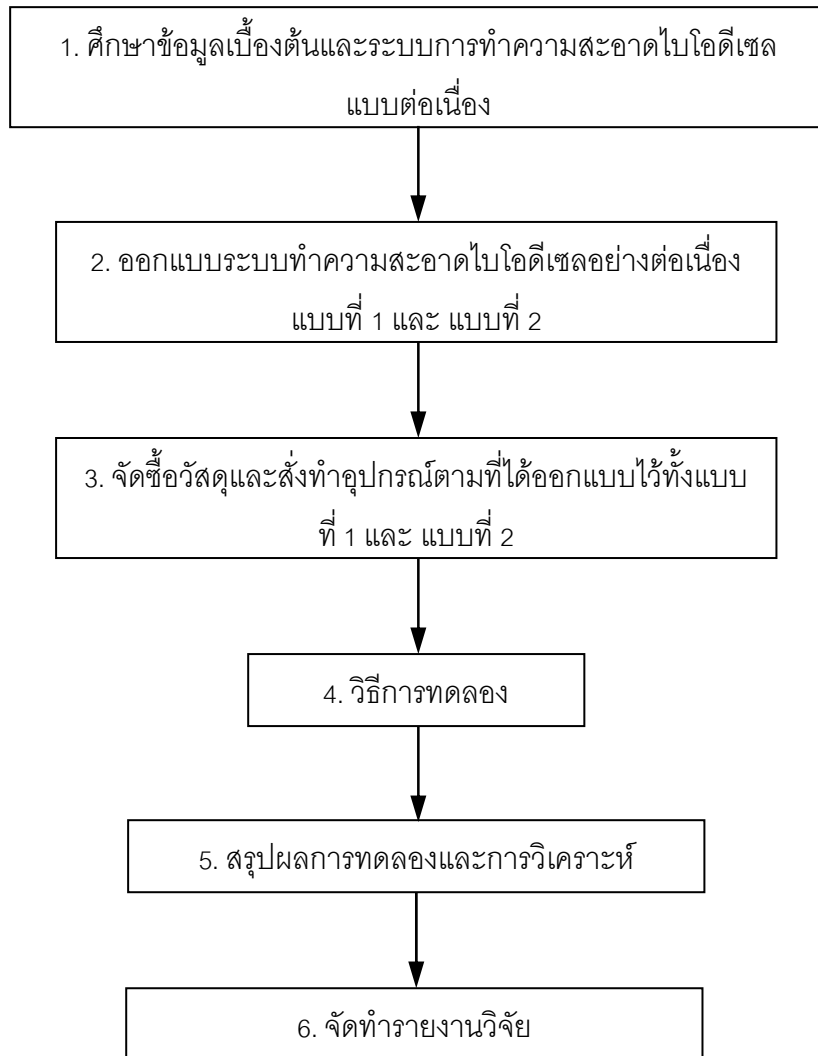 1. ศึกษาข้อมูลเบื้องต้นและระบบการทำความสะอาดไบโอดีเซล
แบบต่อเนื่อง
2. ออกแบบระบบทำความสะอาดไบโอดีเซลอย่างต่อเนื่อง
แบบที่ 1 และ แบบที่ 2
3. จัดซื้อวัสดุและสั่งทำอุปกรณ์ตามที่ได้ออกแบบไว้ทั้งแบบ
ที่ 1 และ แบบที่ 2
4. วิธีการทดลอง
5. สรุปผลการทดลองและการวิเคราะห์
6. จัดทำรายงานวิจัย